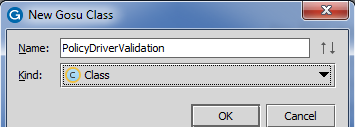 New Gosu Class
Name: PolicyDriverValidation
Kind: C Class
OK Cancel